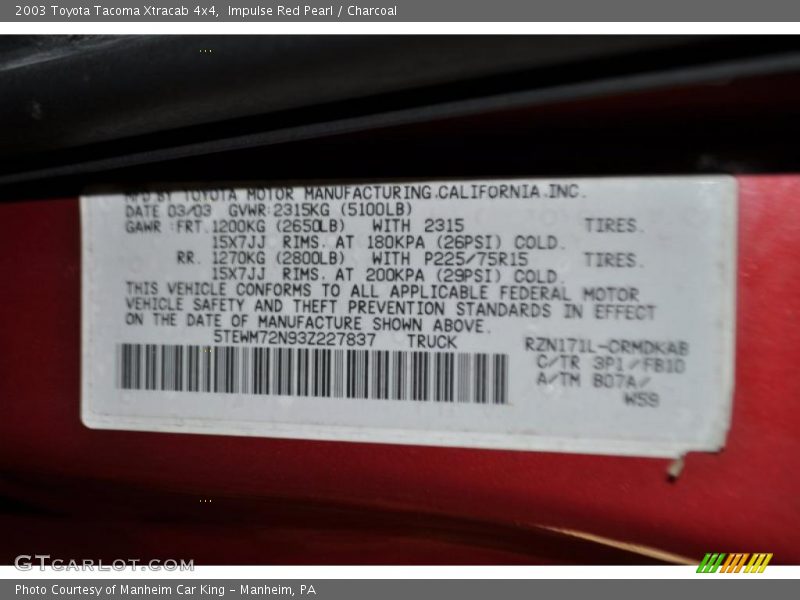 2003 Toyota Tacoma Xtracab 4x4, Impulse Red Pearl / Charcoal
MFD BY TOYOTA MOTOR MANUFACTURING.CALIFORNIA.INC.
DATE 03/03 GVWR:2315KG (5100LB)
GAWR :FRT.1200KG (2650LB) WITH 2315 TIRES.
15X7JJ RIMS. AT 180KPA (26PSI) COLD.
RR. 1270KG (2800LB) WITH P225/75R15 TIRES.
15X7JJ RIMS. AT 200KPA (29PSI) COLD.
THIS VEHICLE CONFORMS TO ALL APPLICABLE FEDERAL MOTOR
VEHICLE SAFETY AND THEFT PREVENTION STANDARDS IN EFFECT
ON THE DATE OF MANUFACTURE SHOWN ABOVE.
5TEWM72N93Z227837 TRUCK
RZN171L-CRMDKAB
C/TR 3P1/FB10
A/TM B07A/
W59
GTcarlot.com
Photo Courtesy of Manheim Car King - Manheim, PA